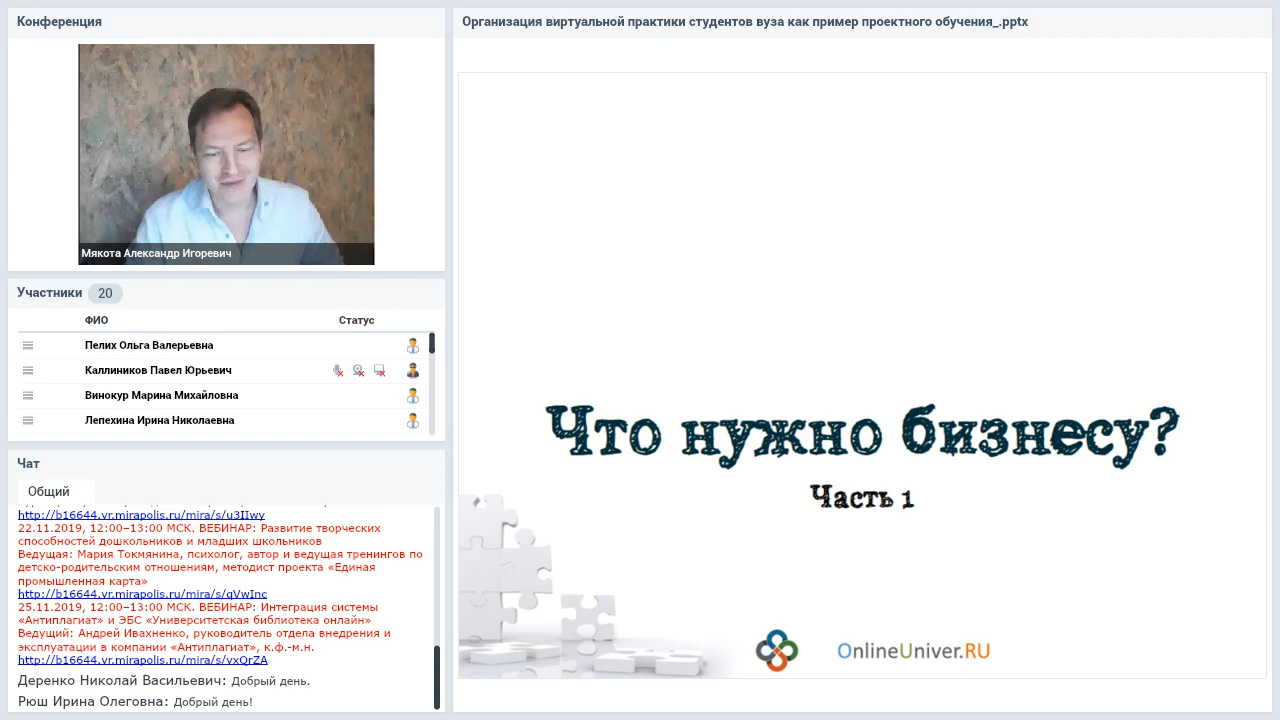 Конференция
Мякота Александр Игоревич
Участники 20
ФИО Статус
Пелих Ольга Валерьевна
Каллиников Павел Юрьевич
Винокур Марина Михайловна
Лепехина Ирина Николаевна
Чат
Общий
http://b16644.vr.mirapolis.ru/mira/s/u3IIwy
22.11.2019, 12:00–13:00 МСК. ВЕБИНАР: Развитие творческих
способностей дошкольников и младших школьников
Ведущая: Мария Токмянина, психолог, автор и ведущая тренингов по
детско-родительским отношениям, методист проекта «Единая
промышленная карта»
http://b16644.vr.mirapolis.ru/mira/s/qVwInc
25.11.2019, 12:00–13:00 МСК. ВЕБИНАР: Интеграция системы
«Антиплагиат» и ЭБС «Университетская библиотека онлайн»
Ведущий: Андрей Ивахненко, руководитель отдела внедрения и
эксплуатации в компании «Антиплагиат», к.ф.-м.н.
http://b16644.vr.mirapolis.ru/mira/s/vxQrZA
Деренко Николай Васильевич: Добрый день.
Рюш Ирина Олеговна: Добрый день!
Организация виртуальной практики студентов вуза как пример проектного обучения_.pptx
Что нужно бизнесу?
Часть 1
OnlineUniver.RU